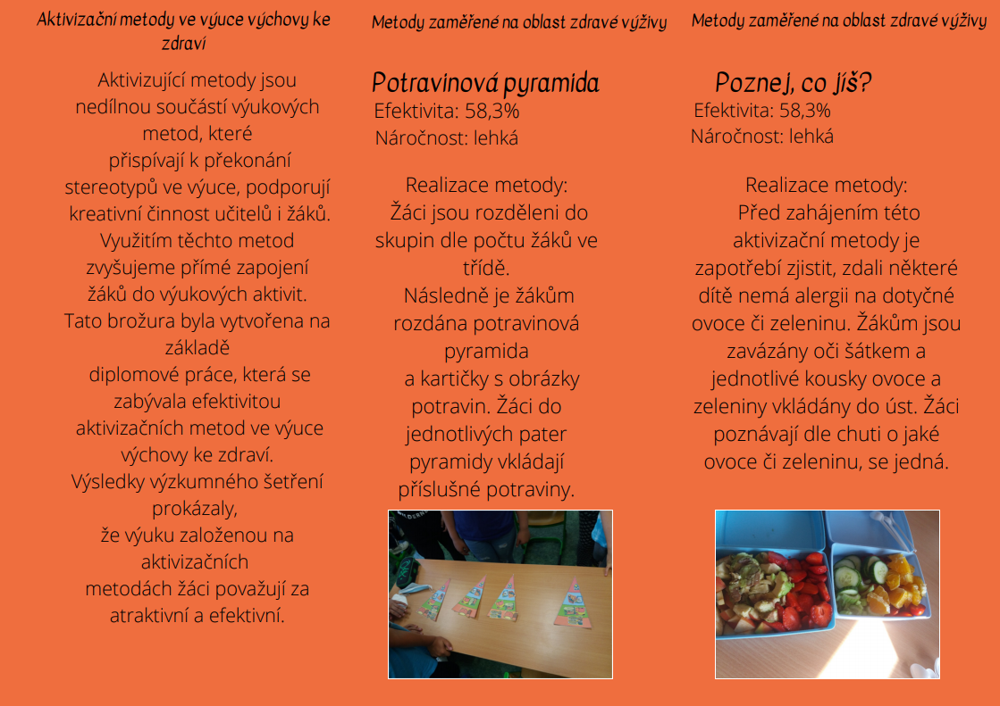 Aktivizační metody ve výuce výchovy ke
zdraví
Aktivizující metody jsou
nedílnou součástí výukových
metod, které
přispívají k překonání
stereotypů ve výuce, podporují
kreativní činnost učitelů i žáků.
Využitím těchto metod
zvyšujeme přímé zapojení
žáků do výukových aktivit.
Tato brožura byla vytvořena na
základě
diplomové práce, která se
zabývala efektivitou
aktivizačních metod ve výuce
výchovy ke zdraví.
Výsledky výzkumného šetření
prokázaly,
že výuku založenou na
aktivizačních
metodách žáci považují za
atraktivní a efektivní.
Metody zaměřené na oblast zdravé výživy
Potravinová pyramida
Efektivita: 58,3%
Náročnost: lehká
Realizace metody:
Žáci jsou rozděleni do
skupin dle počtu žáků ve
třídě.
Následně je žákům
rozdána potravinová
pyramida
a kartičky s obrázky
potravin. Žáci do
jednotlivých pater
pyramidy vkládají
příslušné potraviny.
Metody zaměřené na oblast zdravé výživy
Poznej, co jíš?
Efektivita: 58,3%
Náročnost: lehká
Realizace metody:
Před zahájením této
aktivizační metody je
zapotřebí zjistit, zdali některé
dítě nemá alergii na dotyčné
ovoce či zeleninu. Žákům jsou
zavázány oči šátkem a
jednotlivé kousky ovoce a
zeleniny vkládány do úst. Žáci
poznávají dle chuti o jaké
ovoce či zeleninu, se jedná.